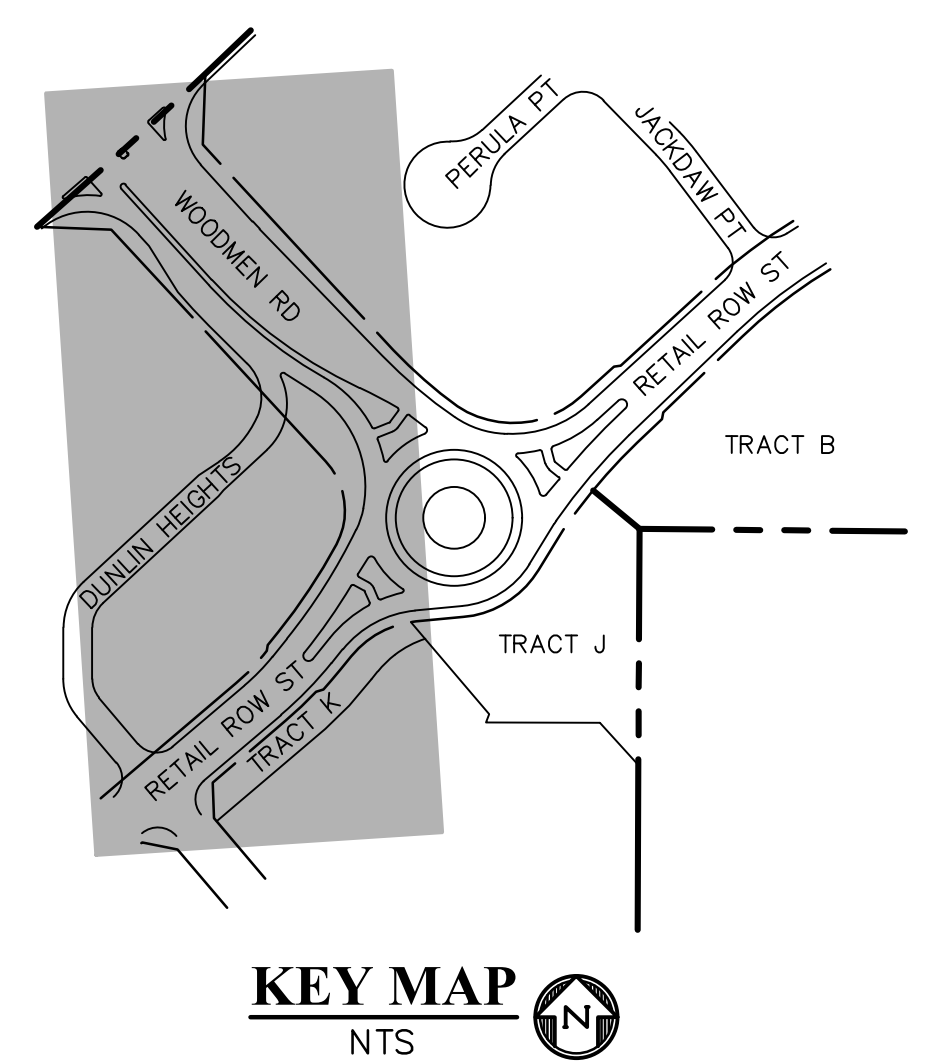 PERULA PT
JACKDAW PT
WOODMEN RD
RETAIL ROW ST
TRACT B
DUNLIN HEIGHTS
TRACT J
RETAIL ROW ST
TRACT K
KEY MAP
NTS
N